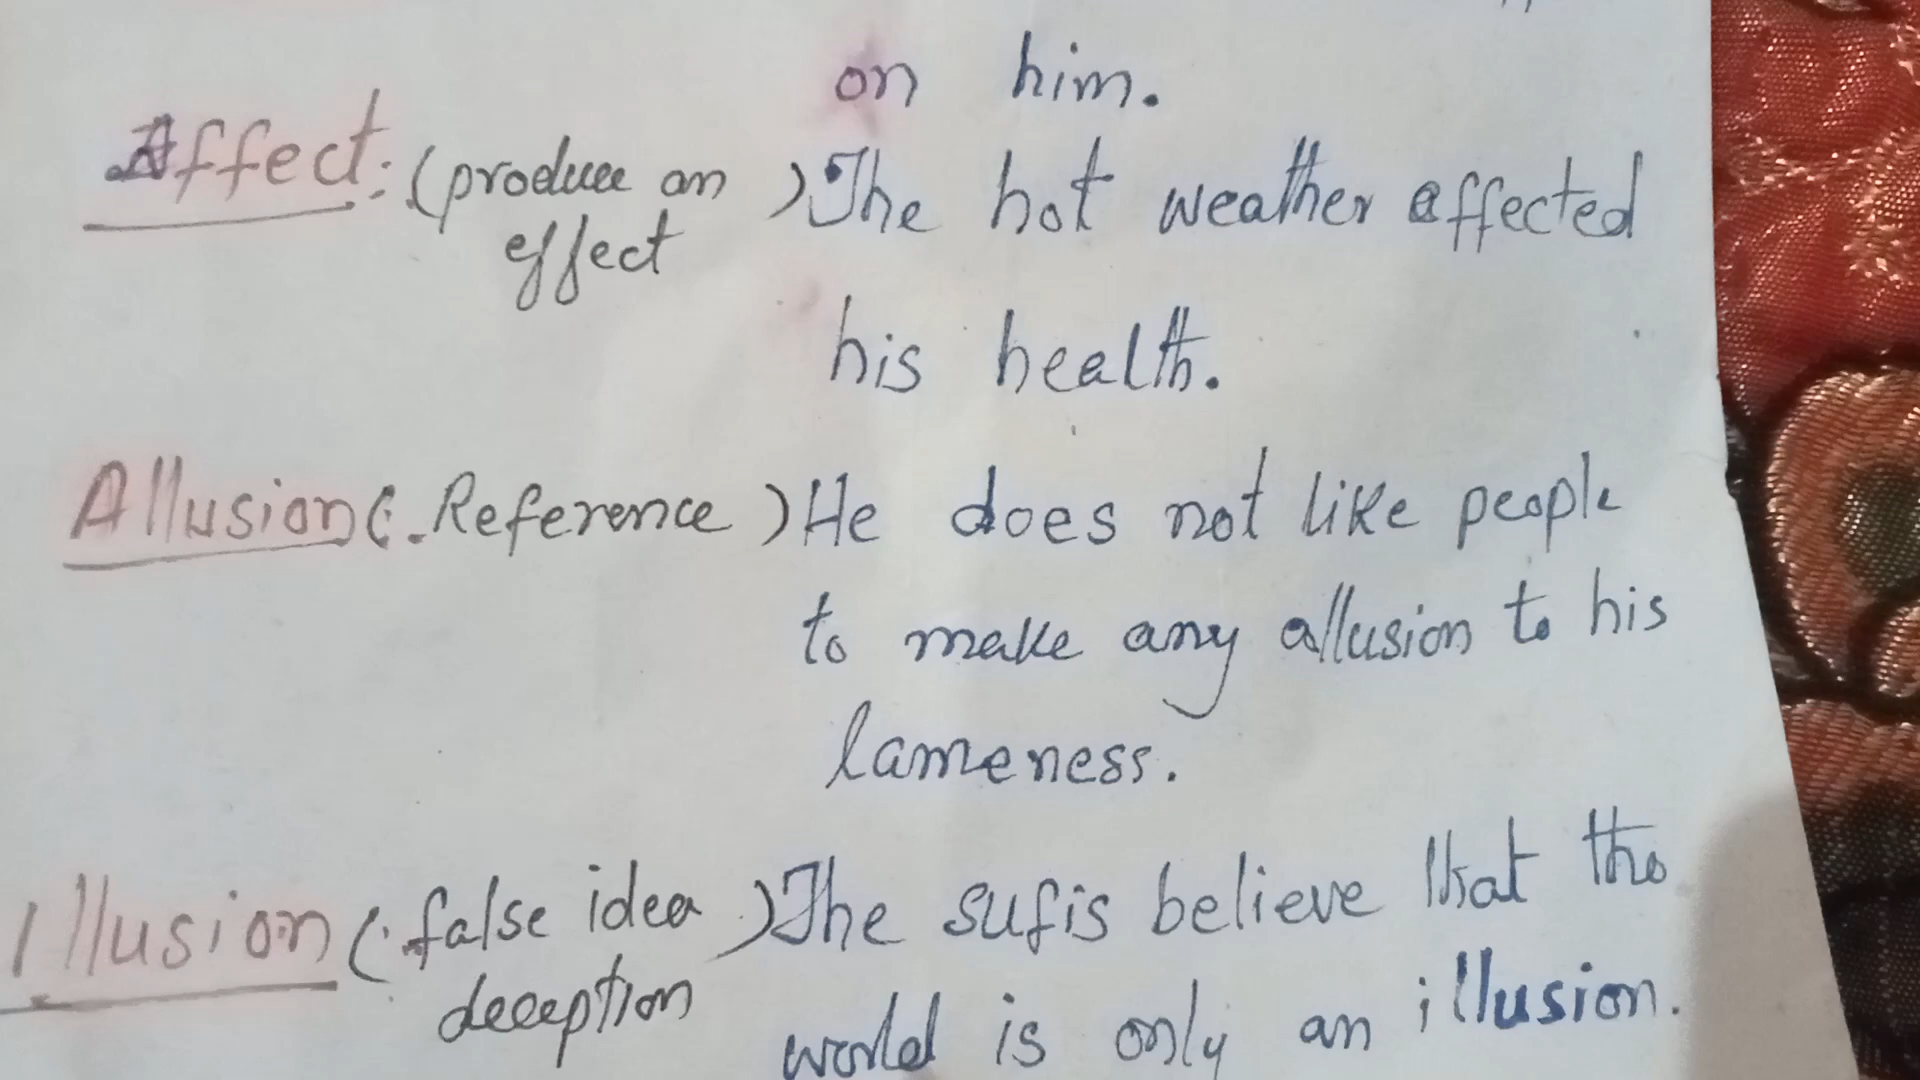 on him.
Affect: (produce an ) The hot weather affected
effect
his health.
Allusion (. Reference ) He does not like people
to make any allusion to his
lameness.
Illusion (. false idea ) The sufis believe that the
deception
world is only an illusion.